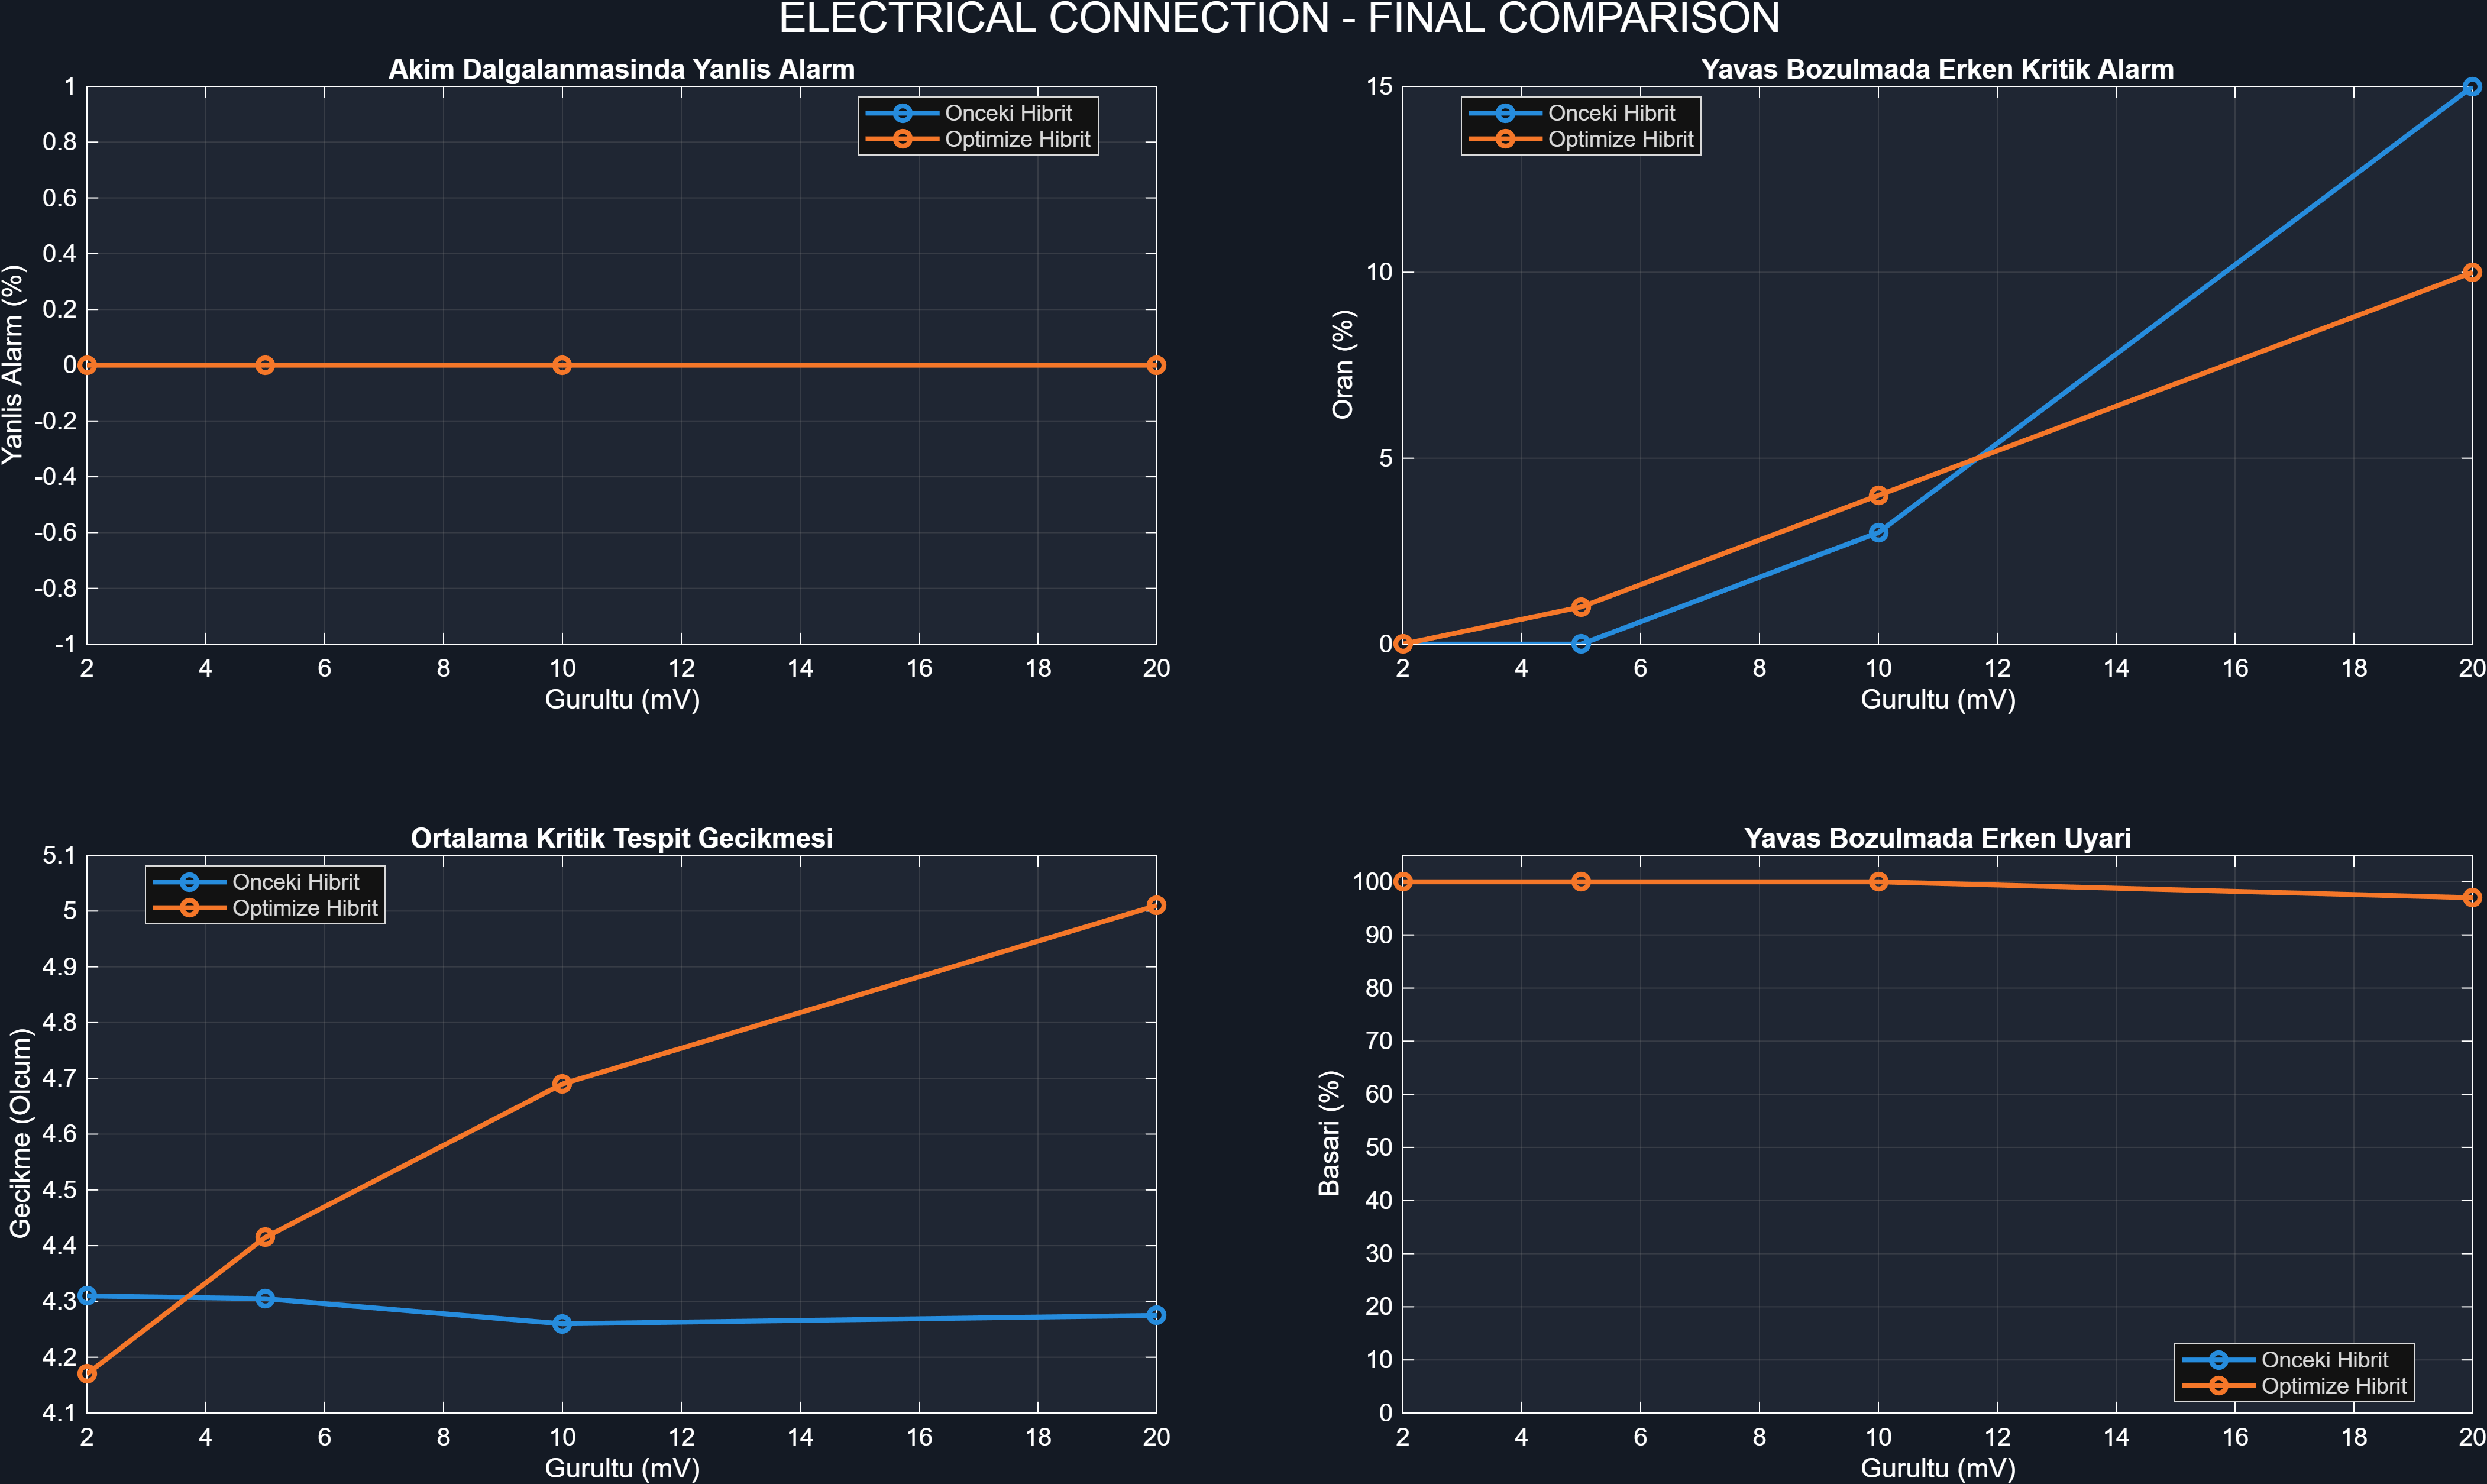 ELECTRICAL CONNECTION - FINAL COMPARISON
Akim Dalgalanmasinda Yanlis Alarm
Yanlis Alarm (%)
1
0.8
0.6
0.4
0.2
0
-0.2
-0.4
-0.6
-0.8
-1
Onceki Hibrit
Optimize Hibrit
2 4 6 8 10 12 14 16 18 20
Gurultu (mV)
Yavas Bozulmada Erken Kritik Alarm
Oran (%)
15
10
5
0
Onceki Hibrit
Optimize Hibrit
2 4 6 8 10 12 14 16 18 20
Gurultu (mV)
Ortalama Kritik Tespit Gecikmesi
Gecikme (Olcum)
5.1
5
4.9
4.8
4.7
4.6
4.5
4.4
4.3
4.2
4.1
Onceki Hibrit
Optimize Hibrit
2 4 6 8 10 12 14 16 18 20
Gurultu (mV)
Yavas Bozulmada Erken Uyari
Basari (%)
100
90
80
70
60
50
40
30
20
10
0
Onceki Hibrit
Optimize Hibrit
2 4 6 8 10 12 14 16 18 20
Gurultu (mV)